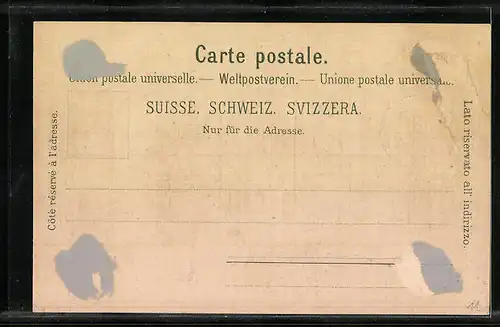 Carte postale.
Union postale universelle. — Weltpostverein. — Unione postale universale.
SUISSE. SCHWEIZ. SVIZZERA.
Nur für die Adresse.
Côté réservé à l'adresse.
Lato riservato all' indirizzo.